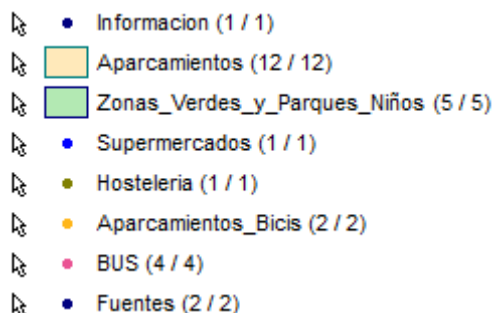 Informacion (1 / 1)
Aparcamientos (12 / 12)
Zonas_Verdes_y_Parques_Niños (5 / 5)
Supermercados (1 / 1)
Hosteleria (1 / 1)
Aparcamientos_Bicis (2 / 2)
BUS (4 / 4)
Fuentes (2 / 2)